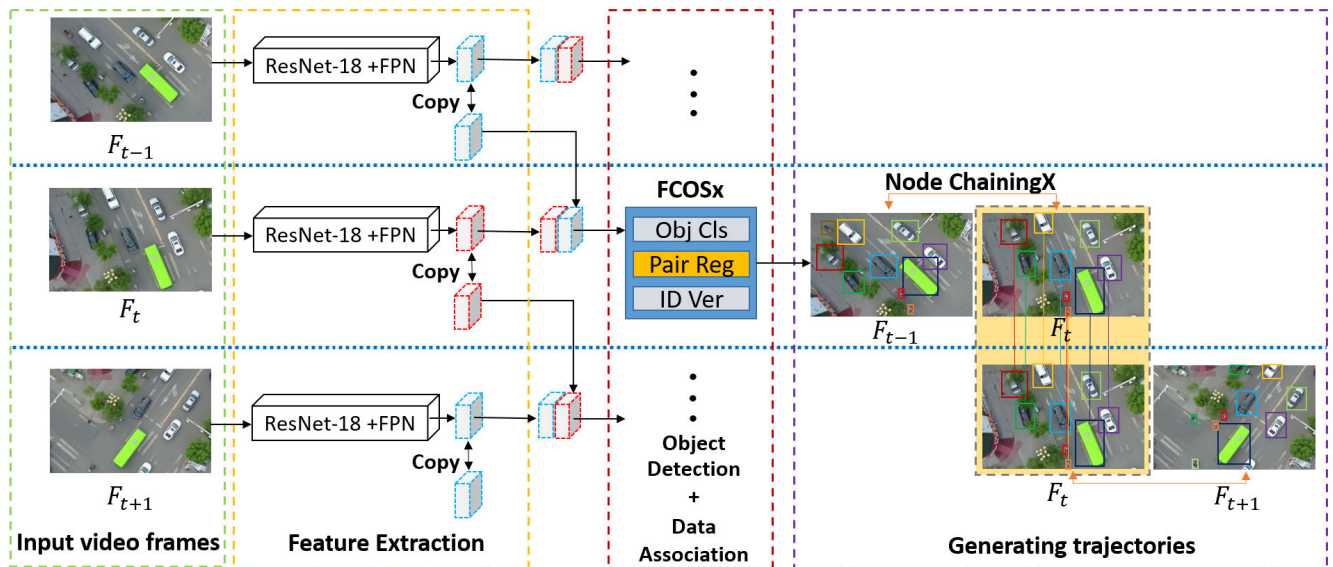 ResNet-18 +FPN
Copy
F_{t-1}
FCOSx
Node ChainingX
ResNet-18 +FPN
Obj Cls
Pair Reg
ID Ver
Copy
F_t
F_{t-1}
F_t
ResNet-18 +FPN
Copy
Object
Detection
+
Data
Association
F_{t+1}
F_t
F_{t+1}
Input video frames
Feature Extraction
Generating trajectories